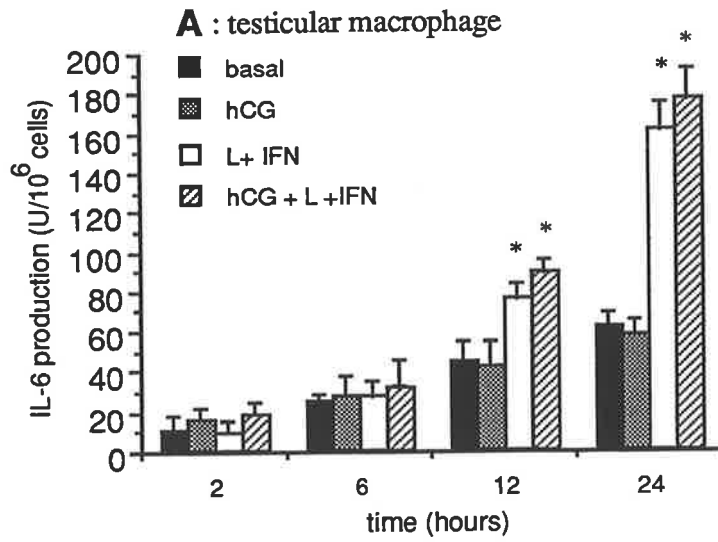 A : testicular macrophage
* *
* *
IL-6 production (U/10⁶ cells)
200
180
160
140
120
100
80
60
40
20
0
basal
hCG
L+ IFN
hCG + L +IFN
2 6 12 24
time (hours)